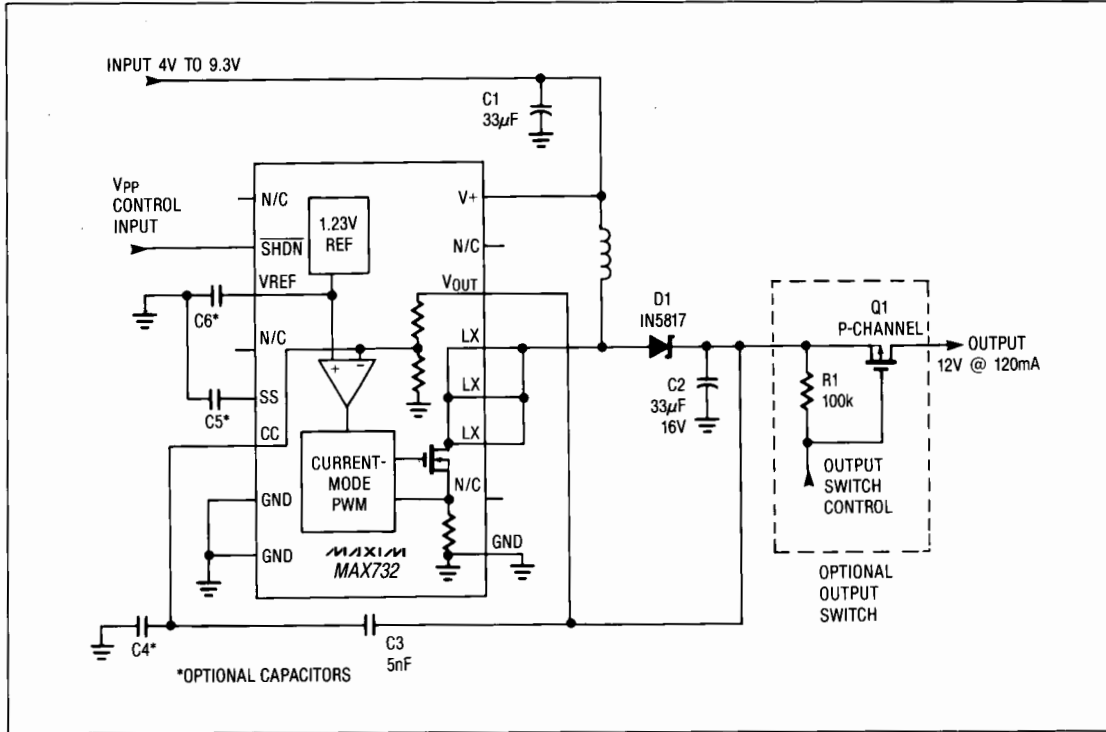 INPUT 4V TO 9.3V
C1
33µF
VPP
CONTROL
INPUT
N/C
SHDN
VREF
C6*
N/C
C5*
SS
CC
GND
GND
1.23V
REF
CURRENT-
MODE
PWM
MAXIM
MAX732
V+
N/C
VOUT
LX
LX
LX
N/C
GND
D1
IN5817
C2
33µF
16V
Q1
P-CHANNEL
R1
100k
OUTPUT
SWITCH
CONTROL
OUTPUT
12V @ 120mA
OPTIONAL
OUTPUT
SWITCH
C4*
C3
5nF
*OPTIONAL CAPACITORS